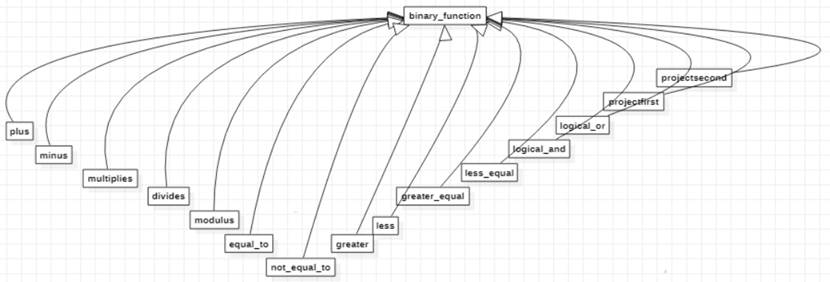 binary_function
projectsecond
projectfirst
logical_or
plus
logical_and
minus
less_equal
multiplies
greater_equal
divides
modulus
less
equal_to
greater
not_equal_to